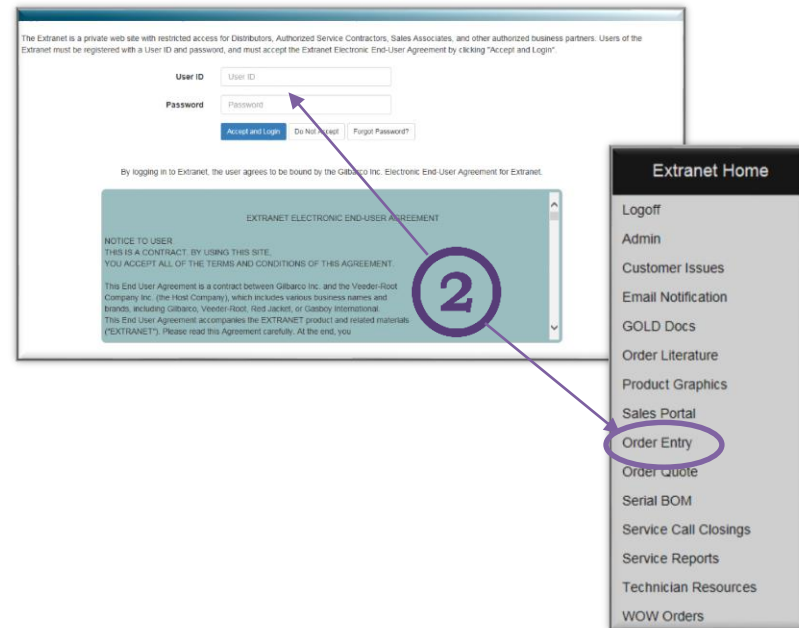 The Extranet is a private web site with restricted access for Distributors, Authorized Service Contractors, Sales Associates, and other authorized business partners. Users of the
Extranet must be registered with a User ID and password, and must accept the Extranet Electronic End-User Agreement by clicking "Accept and Login".
User ID
User ID
Password
Password
Accept and Login
Do Not Accept
Forgot Password?
By logging in to Extranet, the user agrees to be bound by the Gilbarco Inc. Electronic End-User Agreement for Extranet.
EXTRANET ELECTRONIC END-USER AGREEMENT
NOTICE TO USER
THIS IS A CONTRACT. BY USING THIS SITE,
YOU ACCEPT ALL OF THE TERMS AND CONDITIONS OF THIS AGREEMENT.
This End User Agreement is a contract between Gilbarco Inc. and the Veeder-Root
Company Inc. (the Host Company), which includes various business names and
brands, including Gilbarco, Veeder-Root, Red Jacket, or Gasboy International.
This End User Agreement accompanies the EXTRANET product and related materials
("EXTRANET"). Please read this Agreement carefully. At the end, you
2
Extranet Home
Logoff
Admin
Customer Issues
Email Notification
GOLD Docs
Order Literature
Product Graphics
Sales Portal
Order Entry
Order Quote
Serial BOM
Service Call Closings
Service Reports
Technician Resources
WOW Orders